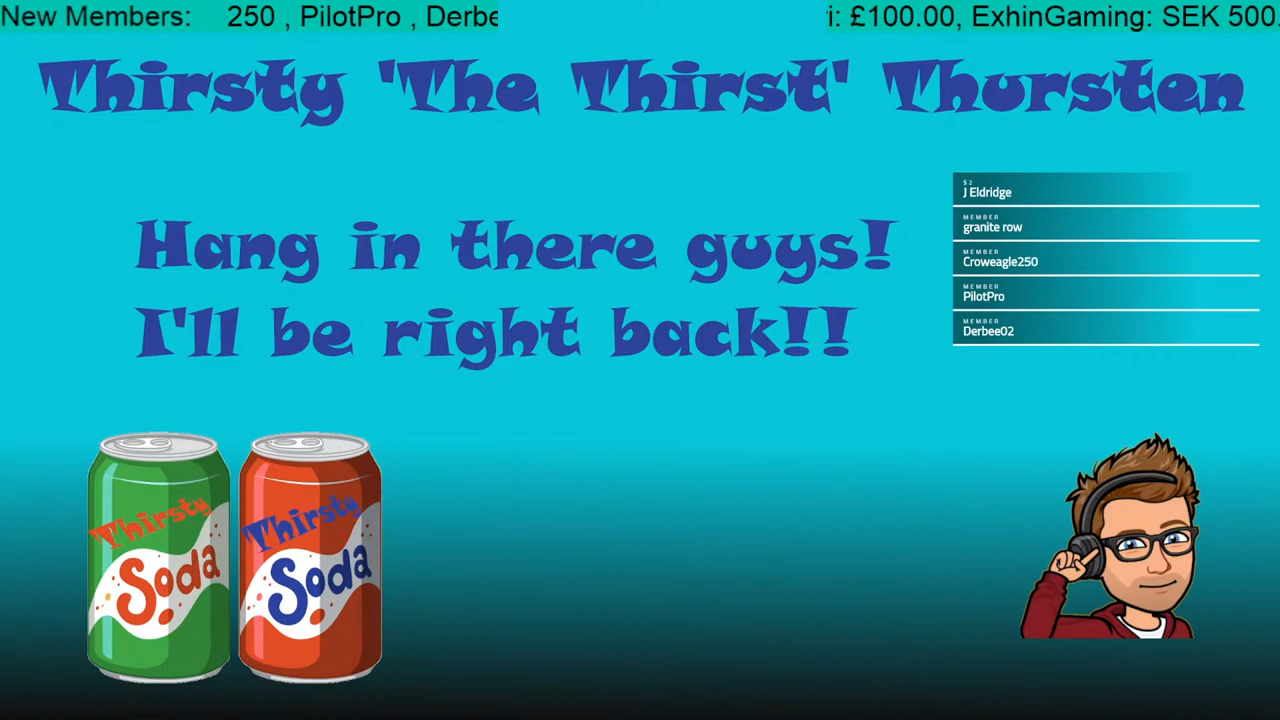 New Members: 250 , PilotPro , Derbe
i: £100.00, ExhinGaming: SEK 500.
Thirsty 'The Thirst' Thursten
$2
J Eldridge
MEMBER
granite row
MEMBER
Croweagle250
MEMBER
PilotPro
MEMBER
Derbee02
Hang in there guys!
I'll be right back!!
Thirsty
Soda
Thirsty
Soda